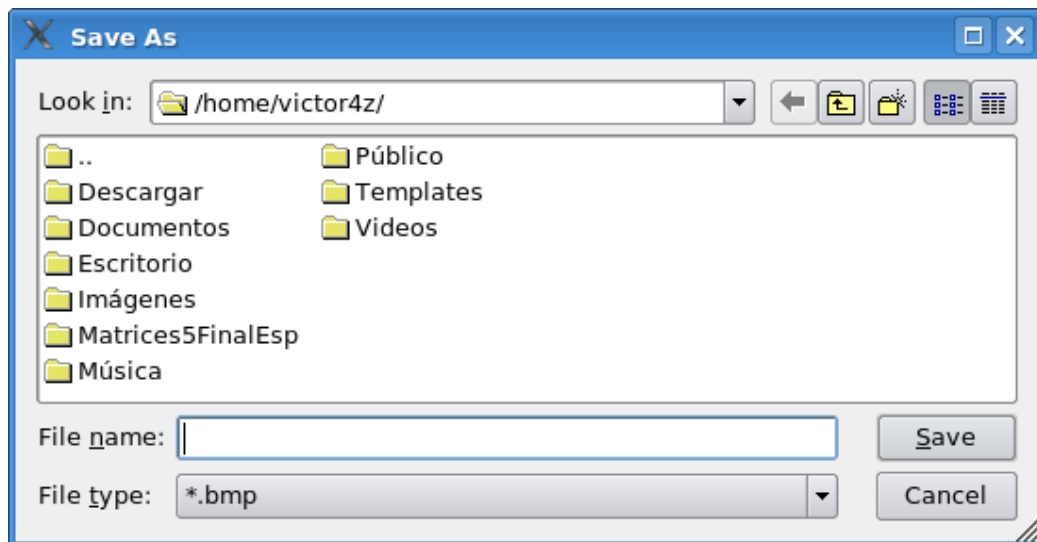 Save As
Look in: /home/victor4z/
..
Descargar
Documentos
Escritorio
Imágenes
Matrices5FinalEsp
Música
Público
Templates
Videos
File name:
Save
File type: *.bmp
Cancel